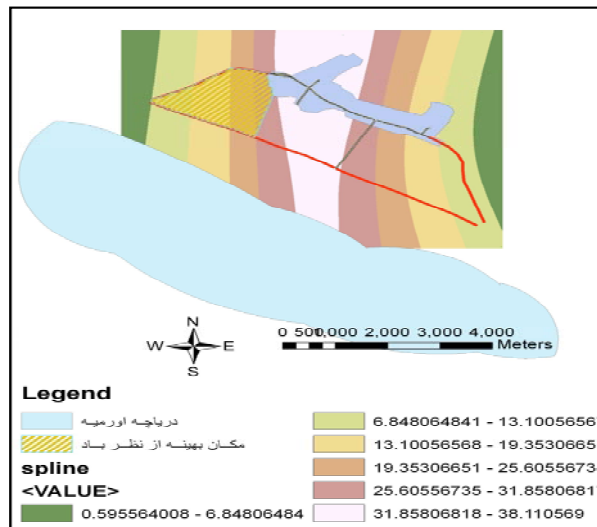 N
W E
S
0 500 1,000 2,000 3,000 4,000
Meters
Legend
دریاچه اورمیه
مکان بهینه از نظر باد
spline
<VALUE>
0.595564008 - 6.84806484
6.848064841 - 13.1005656
13.10056568 - 19.3530665
19.35306651 - 25.6055673
25.60556735 - 31.8580681
31.85806818 - 38.110569